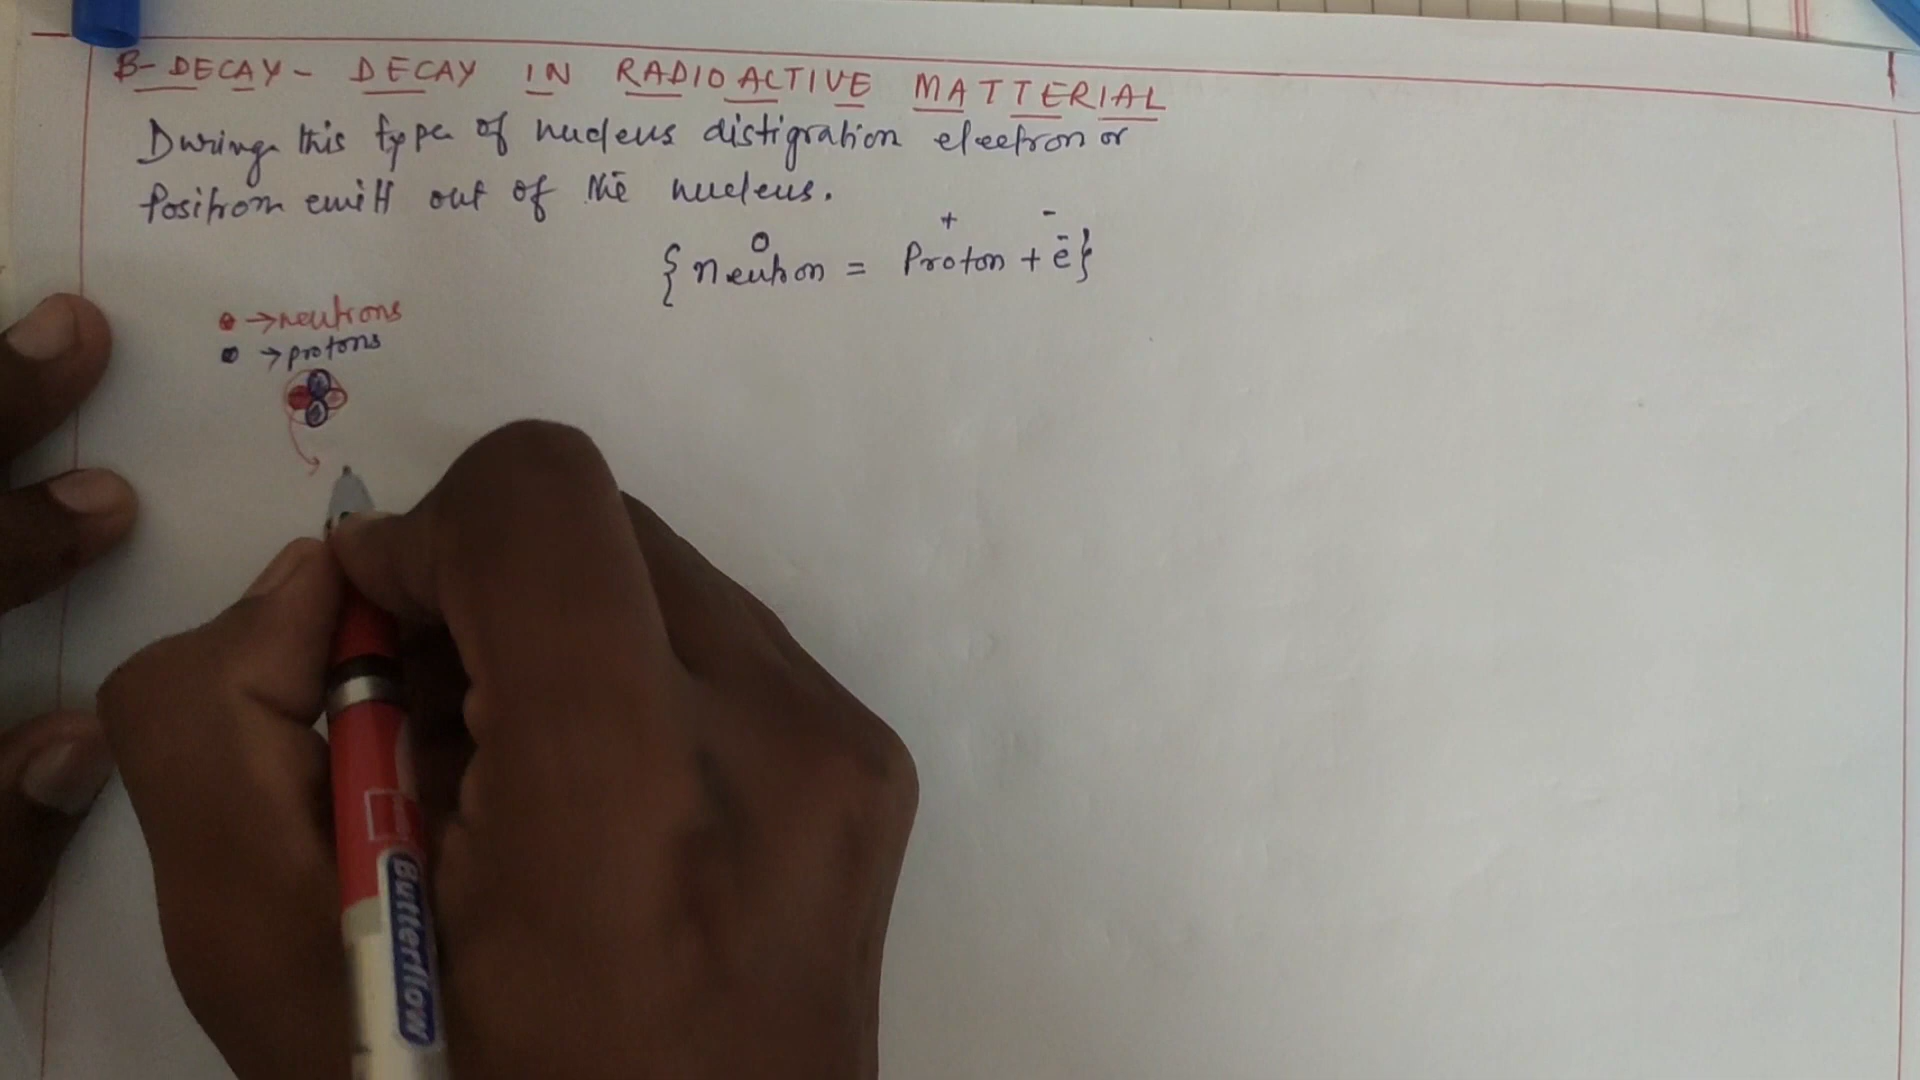 B-DECAY- DECAY IN RADIOACTIVE MATTERIAL
During this type of nucleus distigration electron or
Positrom emitt out of the nucleus.
+ -
0
{neutron = Proton + e̅}
→neutrons
→protons
Butterflow